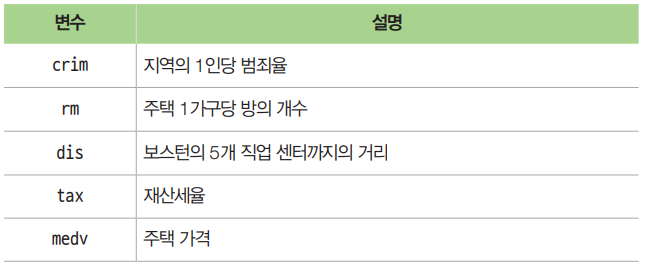 변수 설명
crim 지역의 1인당 범죄율
rm 주택 1가구당 방의 개수
dis 보스턴의 5개 직업 센터까지의 거리
tax 재산세율
medv 주택 가격